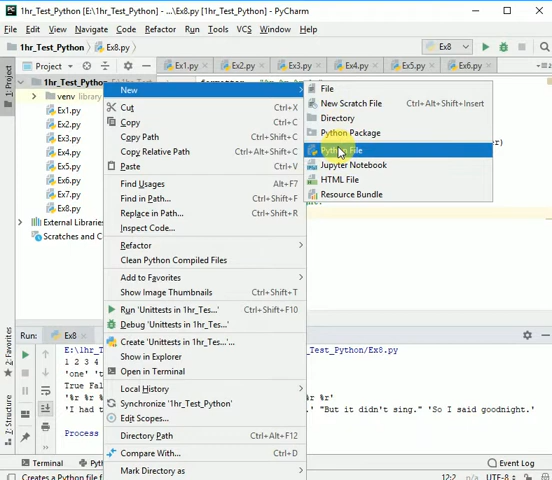 1hr_Test_Python [E:\1hr_Test_Python] - ...\Ex8.py [1hr_Test_Python] - PyCharm
File Edit View Navigate Code Refactor Run Tools VCS Window Help
1hr_Test_Python Ex8.py Ex8
1: Project
Project
Ex1.py Ex2.py Ex3.py Ex4.py Ex5.py Ex6.py
1hr_Test_Python
venv library
Ex1.py
Ex2.py
Ex3.py
Ex4.py
Ex5.py
Ex6.py
Ex7.py
Ex8.py
External Libraries
Scratches and C
New
Cut Ctrl+X
Copy Ctrl+C
Copy Path Ctrl+Shift+C
Copy Relative Path Ctrl+Alt+Shift+C
Paste Ctrl+V
Find Usages Alt+F7
Find in Path... Ctrl+Shift+F
Replace in Path... Ctrl+Shift+R
Inspect Code...
Refactor
Clean Python Compiled Files
Add to Favorites
Show Image Thumbnails Ctrl+Shift+T
Run 'Unittests in 1hr_Tes...' Ctrl+Shift+F10
Debug 'Unittests in 1hr_Tes...'
Create 'Unittests in 1hr_Tes...'...
Show in Explorer
Open in Terminal
Local History
Synchronize '1hr_Test_Python'
Edit Scopes...
Directory Path Ctrl+Alt+F12
Compare With... Ctrl+D
Mark Directory as
File
New Scratch File Ctrl+Alt+Shift+Insert
Directory
Python Package
Python File
Jupyter Notebook
HTML File
Resource Bundle
2: Favorites
Z: Structure
Run: Ex8
E:\1hr_T _Test_Python/Ex8.py
1 2 3 4
'one' 't
True Fal
'%r %r % %r %r'
'I had t .' "But it didn't sing." 'So I said goodnight.'
Process
Terminal Pyth Event Log
Creates a Python file f 12:2 n/a UTF-8